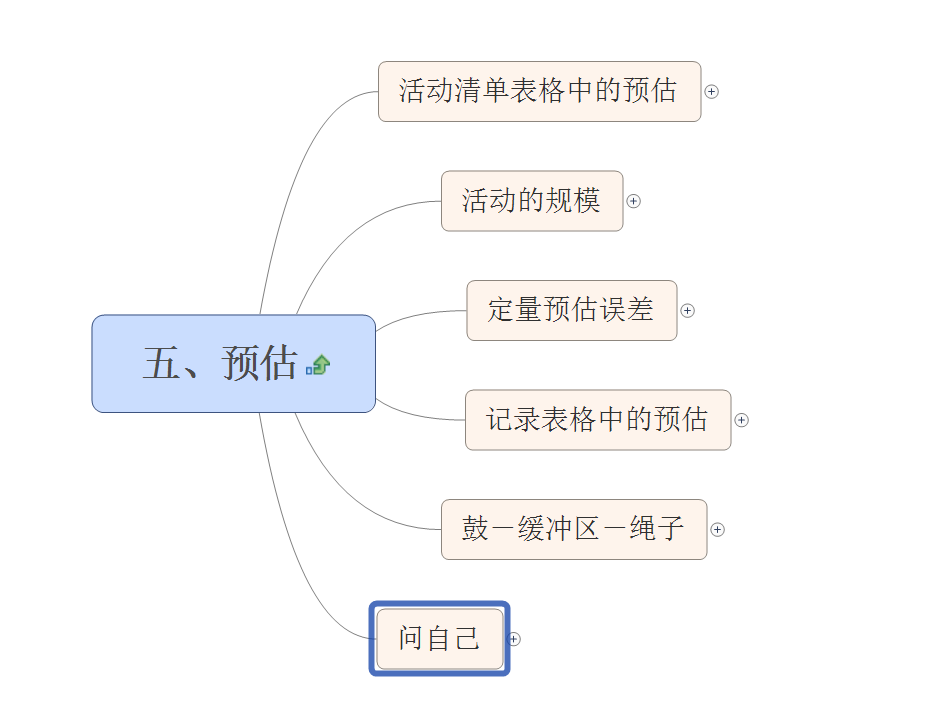 活动清单表格中的预估
活动的规模
定量预估误差
五、预估
记录表格中的预估
鼓－缓冲区－绳子
问自己